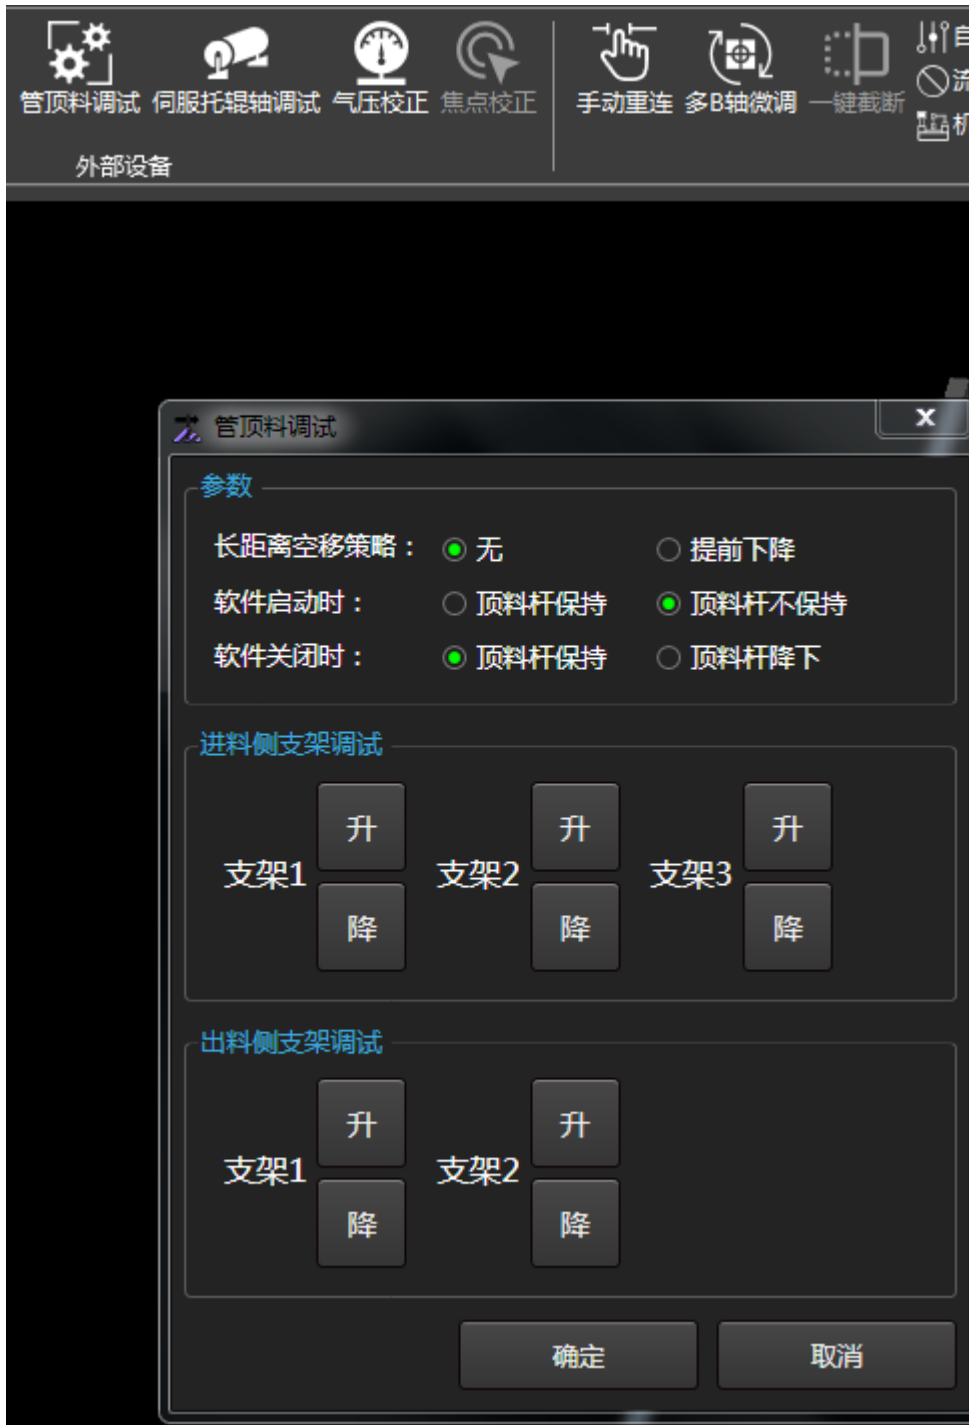 管顶料调试 伺服托辊轴调试 气压校正 焦点校正 手动重连 多B轴微调 一键截断
自
流
机
外部设备
管顶料调试
参数
长距离空移策略： 无 提前下降
软件启动时： 顶料杆保持 顶料杆不保持
软件关闭时： 顶料杆保持 顶料杆降下
进料侧支架调试
升 升 升
支架1 支架2 支架3
降 降 降
出料侧支架调试
升 升
支架1 支架2
降 降
确定 取消